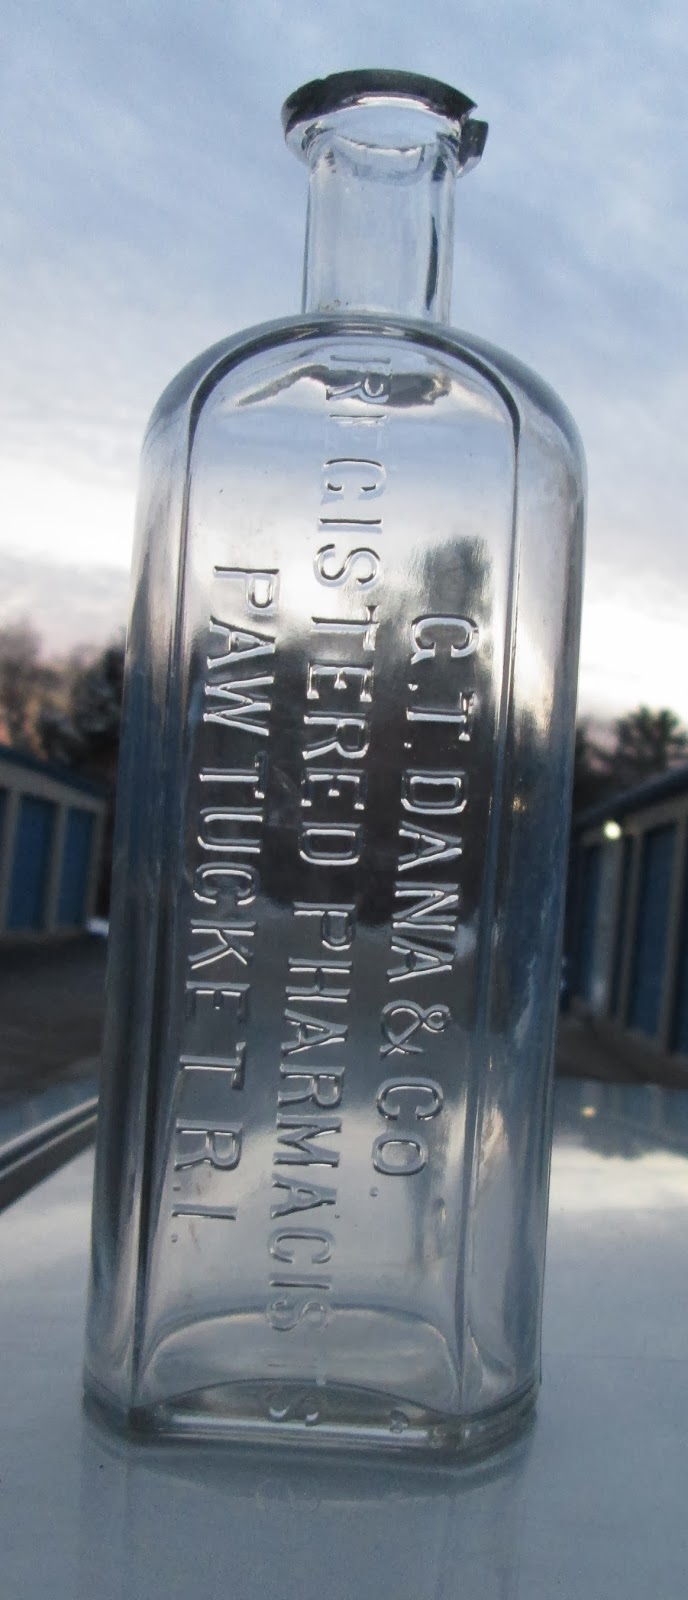 G. T. DANA & CO.
REGISTERED PHARMACISTS
PAWTUCKET R.I.